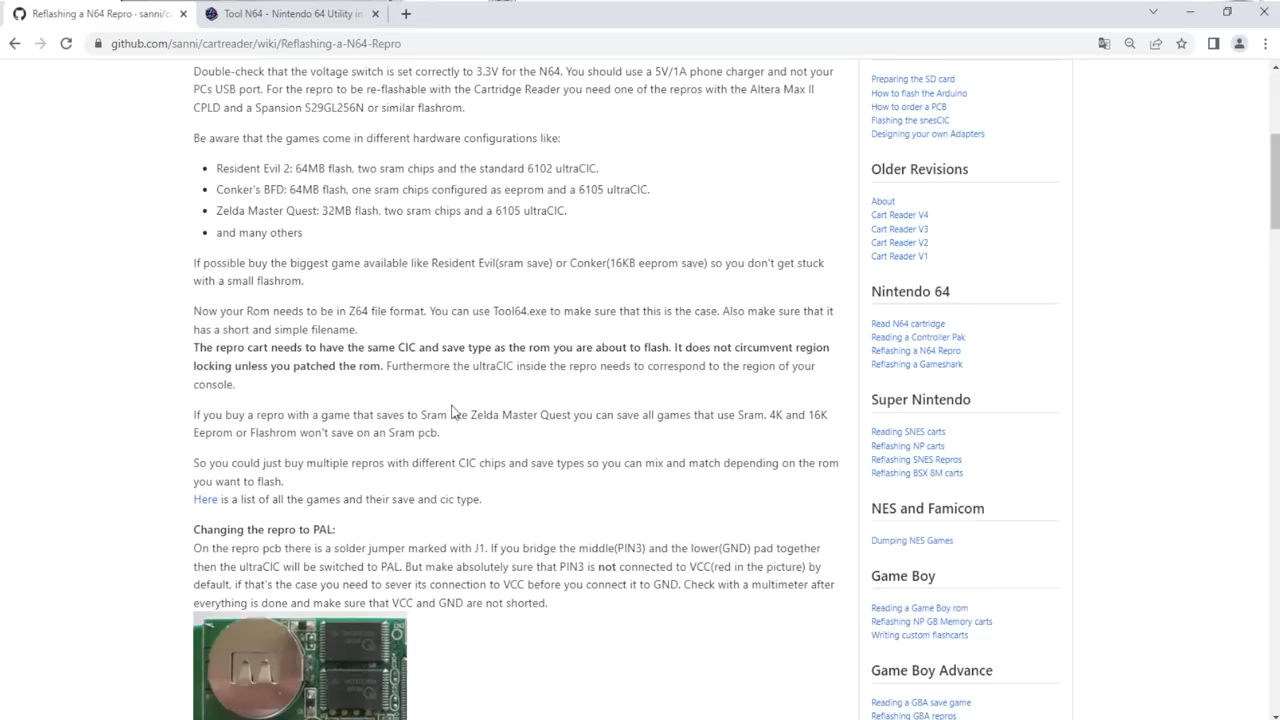 Reflashing a N64 Repro · sanni/c
Tool N64 - Nintendo 64 Utility in
github.com/sanni/cartreader/wiki/Reflashing-a-N64-Repro
Double-check that the voltage switch is set correctly to 3.3V for the N64. You should use a 5V/1A phone charger and not your
PCs USB port. For the repro to be re-flashable with the Cartridge Reader you need one of the repros with the Altera Max II
CPLD and a Spansion S29GL256N or similar flashrom.
Be aware that the games come in different hardware configurations like:
Resident Evil 2: 64MB flash, two sram chips and the standard 6102 ultraCIC.
Conker's BFD: 64MB flash, one sram chips configured as eeprom and a 6105 ultraCIC.
Zelda Master Quest: 32MB flash, two sram chips and a 6105 ultraCIC.
and many others
If possible buy the biggest game available like Resident Evil(sram save) or Conker(16KB eeprom save) so you don't get stuck
with a small flashrom.
Now your Rom needs to be in Z64 file format. You can use Tool64.exe to make sure that this is the case. Also make sure that it
has a short and simple filename.
The cart needs to have the same CIC and save type as the rom you are about to flash. It does not circumvent region
locking unless you patched the rom. Furthermore the ultraCIC inside the repro needs to correspond to the region of your
console.
If you buy a repro with a game that saves to Sram Zelda Master Quest you can save all games that use Sram. 4K and 16K
Eeprom or Flashrom won't save on an Sram pcb.
So you could just buy multiple repros with different CIC chips and save types so you can mix and match depending on the rom
you want to flash.
Here is a list of all the games and their save and cic type.
Changing the repro to PAL:
On the repro pcb there is a solder jumper marked with J1. If you bridge the middle(PIN3) and the lower(GND) pad together
then the ultraCIC will be switched to PAL. But make absolutely sure that PIN3 is not connected to VCC(red in the picture) by
default, if that's the case you need to sever its connection to VCC before you connect it to GND. Check with a multimeter after
everything is done and make sure that VCC and GND are not shorted.
Preparing the SD card
How to flash the Arduino
How to order a PCB
Flashing the snesCIC
Designing your own Adapters
Older Revisions
About
Cart Reader V4
Cart Reader V3
Cart Reader V2
Cart Reader V1
Nintendo 64
Read N64 cartridge
Reading a Controller Pak
Reflashing a N64 Repro
Reflashing a Gameshark
Super Nintendo
Reading SNES carts
Reflashing NP carts
Reflashing SNES Repros
Reflashing BSX 8M carts
NES and Famicom
Dumping NES Games
Game Boy
Reading a Game Boy rom
Reflashing NP GB Memory carts
Writing custom flashcarts
Game Boy Advance
Reading a GBA save game
Reflashing GBA repros